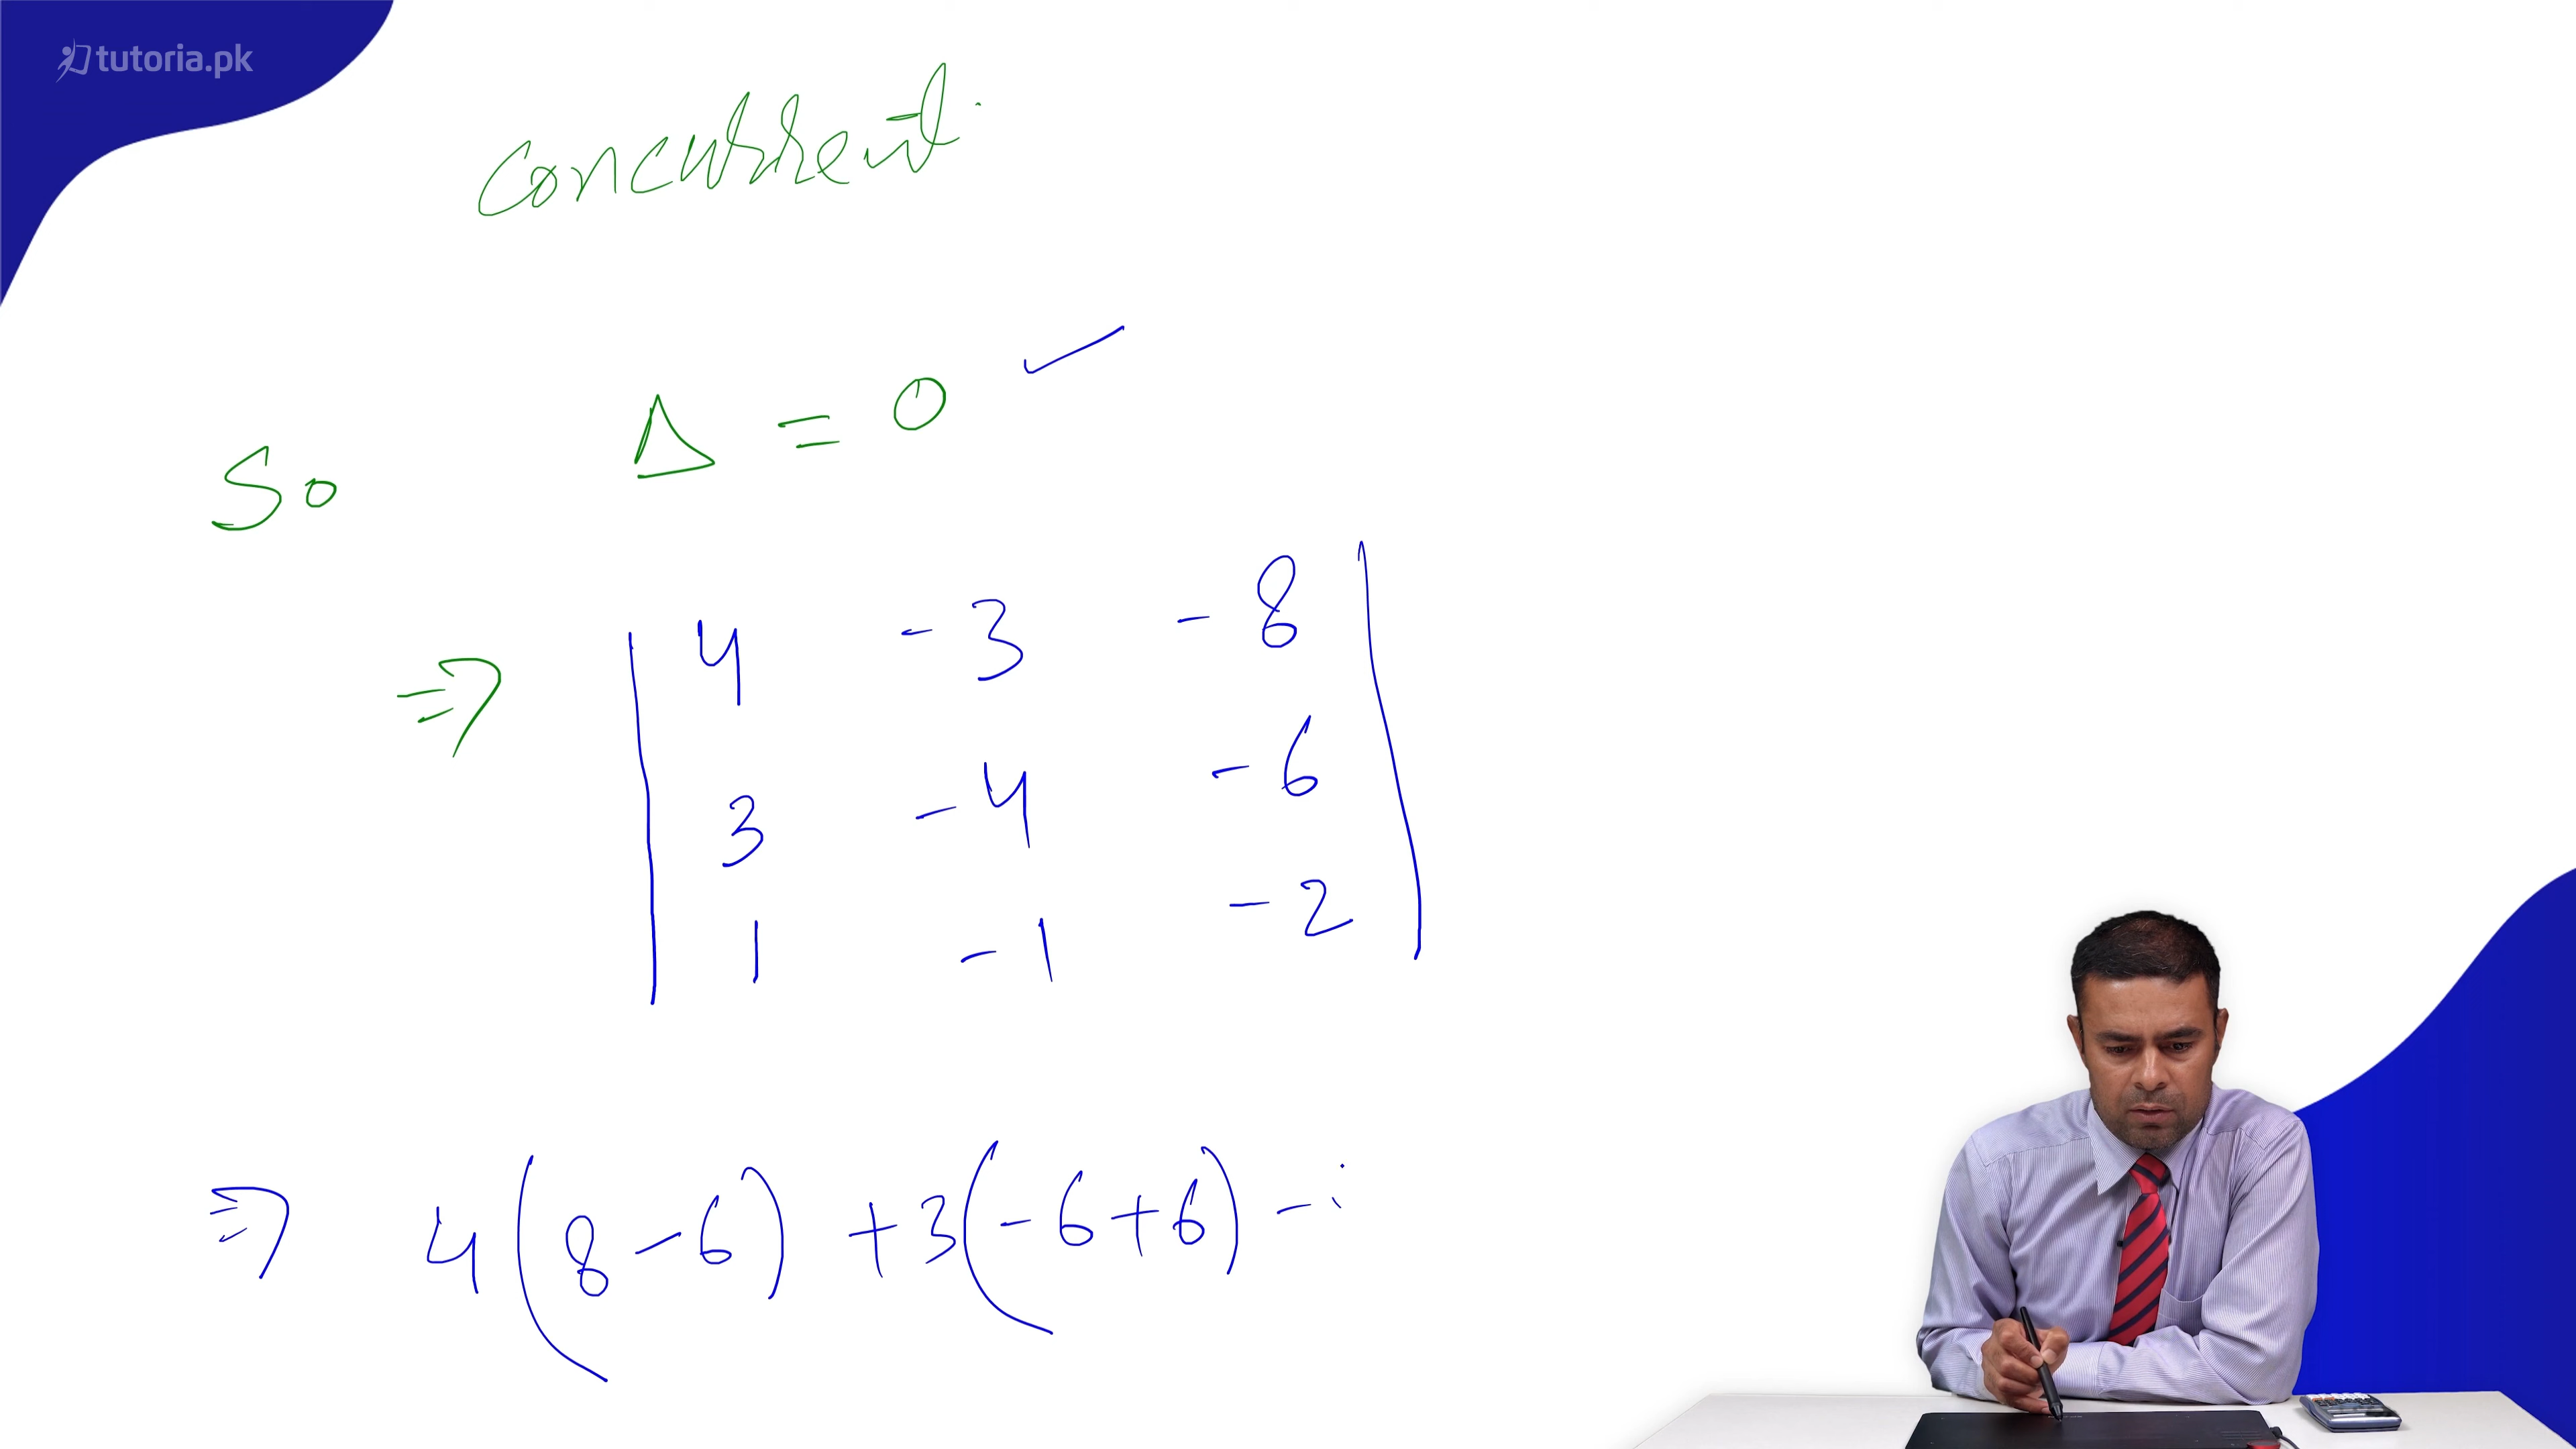 tutoria.pk
concurrent.
So Δ = 0 ✓
⇒ | 4 -3 -8 |
| 3 -4 -6 |
| 1 -1 -2 |
⇒ 4(8-6) +3(-6+6) -